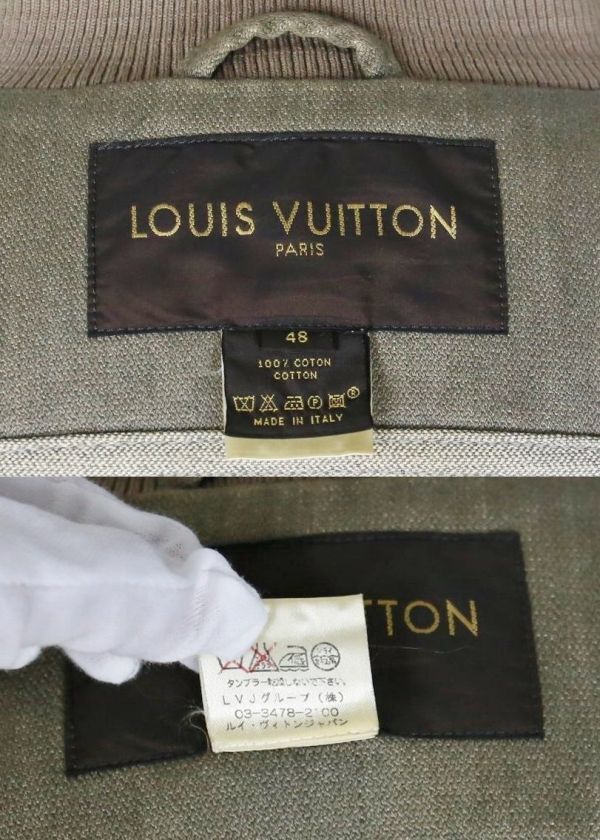 LOUIS VUITTON
PARIS
48
100% COTON
COTTON
MADE IN ITALY
TTON
タンブラー乾燥しないで下さい。
LVJグループ(株)
03-3478-2100
ルイ・ヴィトンジャパン